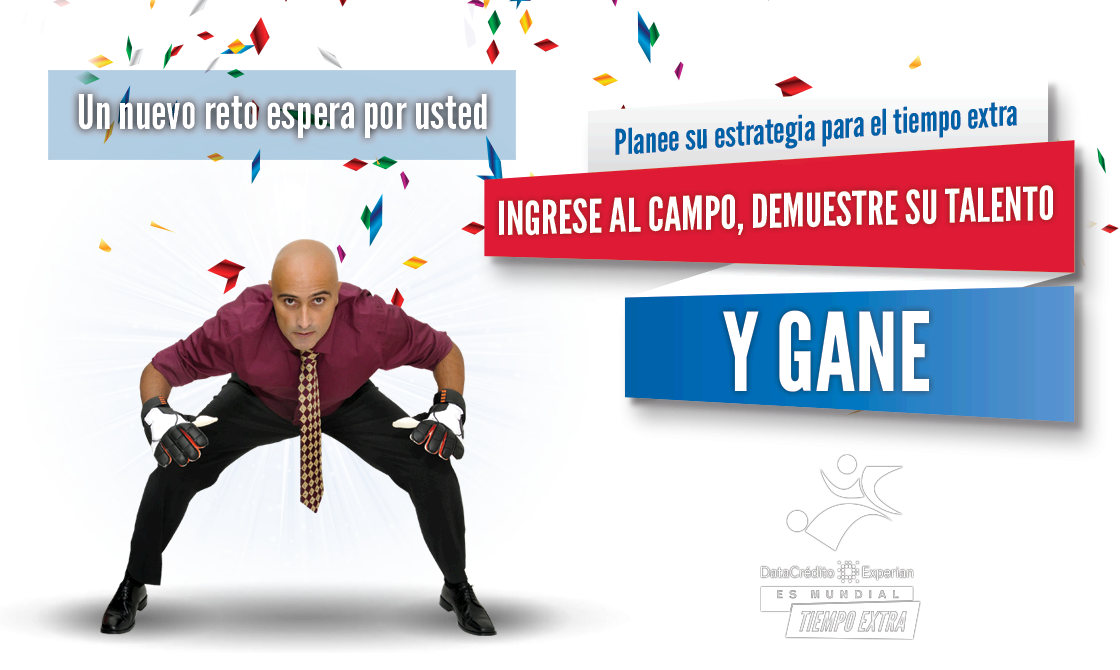 Un nuevo reto espera por usted
Planee su estrategia para el tiempo extra
INGRESE AL CAMPO, DEMUESTRE SU TALENTO
Y GANE
DataCrédito Experian
ES MUNDIAL
TIEMPO EXTRA